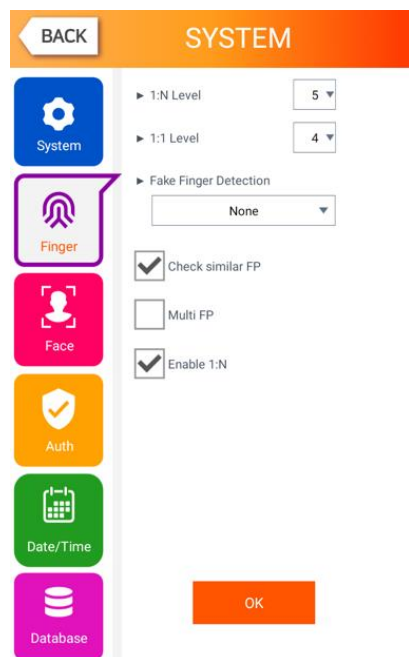 BACK
SYSTEM
System
Finger
Face
Auth
Date/Time
Database
► 1:N Level 5 ▼
► 1:1 Level 4 ▼
► Fake Finger Detection
None ▼
Check similar FP
Multi FP
Enable 1:N
OK